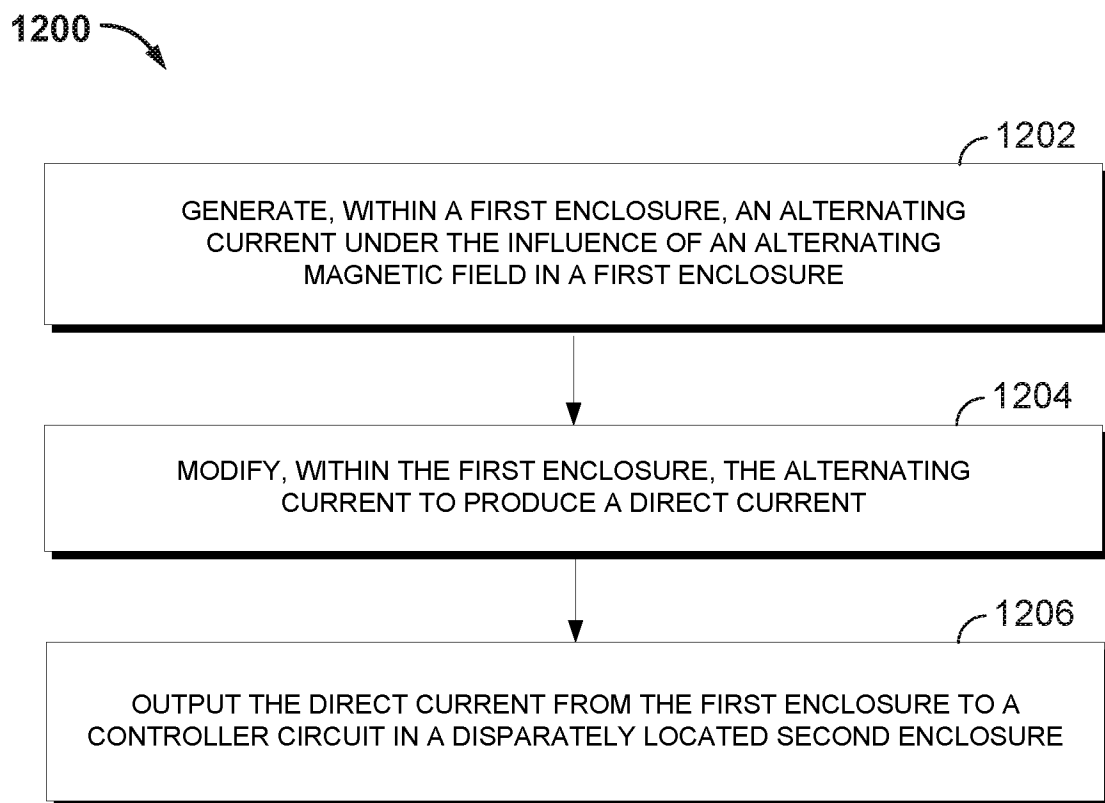 1200
1202
GENERATE, WITHIN A FIRST ENCLOSURE, AN ALTERNATING
CURRENT UNDER THE INFLUENCE OF AN ALTERNATING
MAGNETIC FIELD IN A FIRST ENCLOSURE
1204
MODIFY, WITHIN THE FIRST ENCLOSURE, THE ALTERNATING
CURRENT TO PRODUCE A DIRECT CURRENT
1206
OUTPUT THE DIRECT CURRENT FROM THE FIRST ENCLOSURE TO A
CONTROLLER CIRCUIT IN A DISPARATELY LOCATED SECOND ENCLOSURE